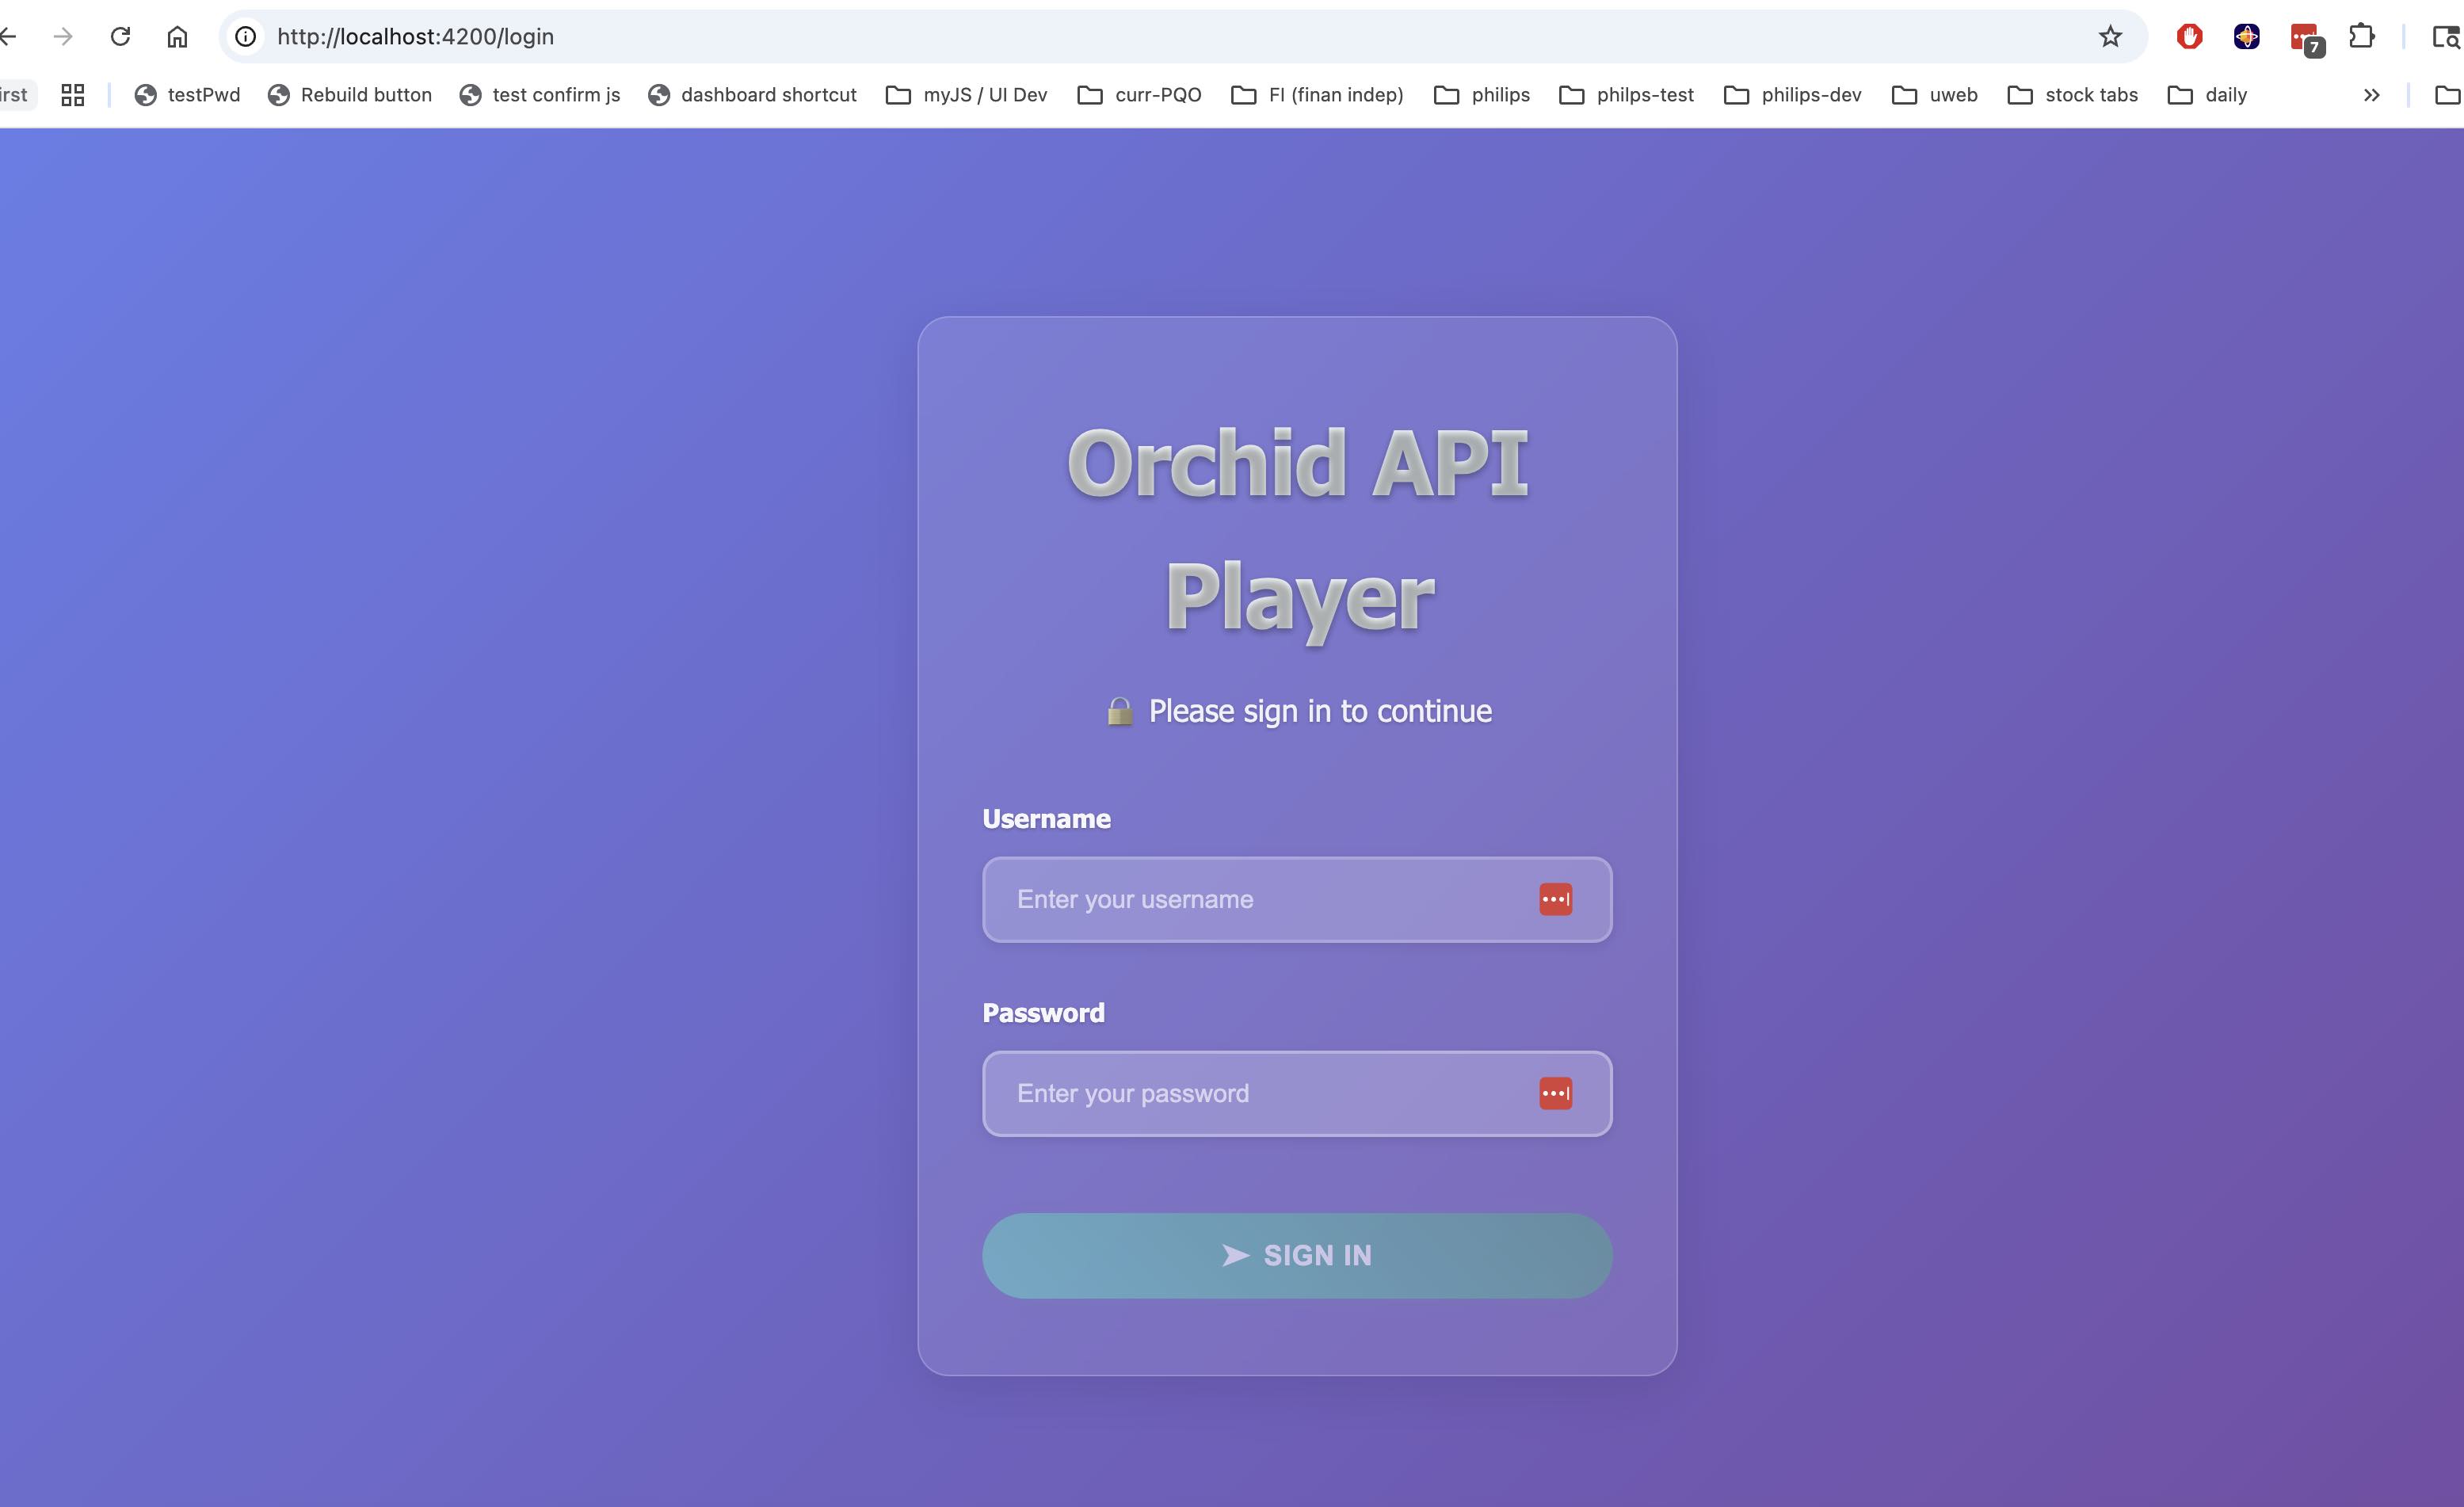 http://localhost:4200/login
irst testPwd Rebuild button test confirm js dashboard shortcut myJS / UI Dev curr-PQO FI (finan indep) philips philps-test philips-dev uweb stock tabs daily
7
Orchid API
Player
Please sign in to continue
Username
Enter your username
Password
Enter your password
SIGN IN